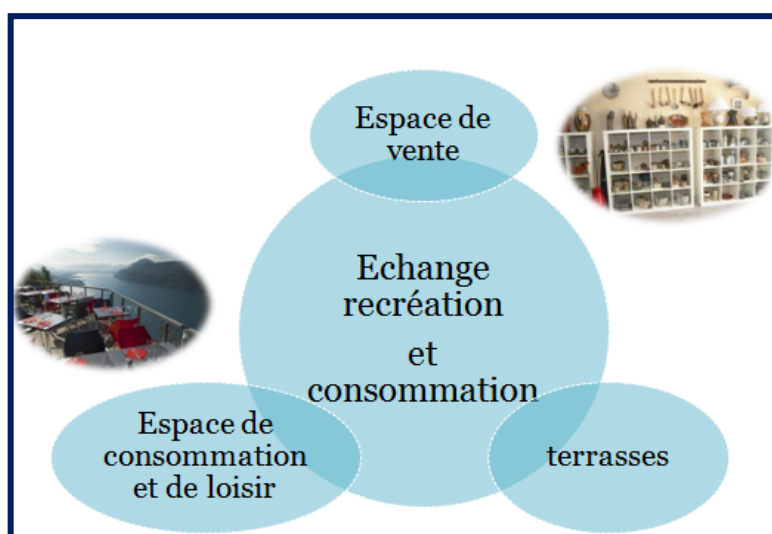 Espace de
vente
Echange
recréation
et
consommation
Espace de
consommation
et de loisir
terrasses